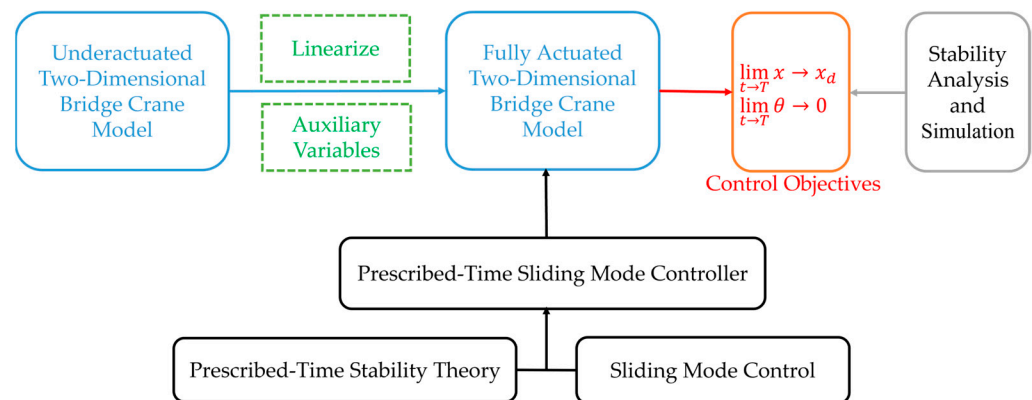 Underactuated
Two-Dimensional
Bridge Crane
Model
Linearize
Auxiliary
Variables
Fully Actuated
Two-Dimensional
Bridge Crane
Model
lim x → x_d
t→T
lim θ → 0
t→T
Control Objectives
Stability
Analysis
and
Simulation
Prescribed-Time Sliding Mode Controller
Prescribed-Time Stability Theory
Sliding Mode Control